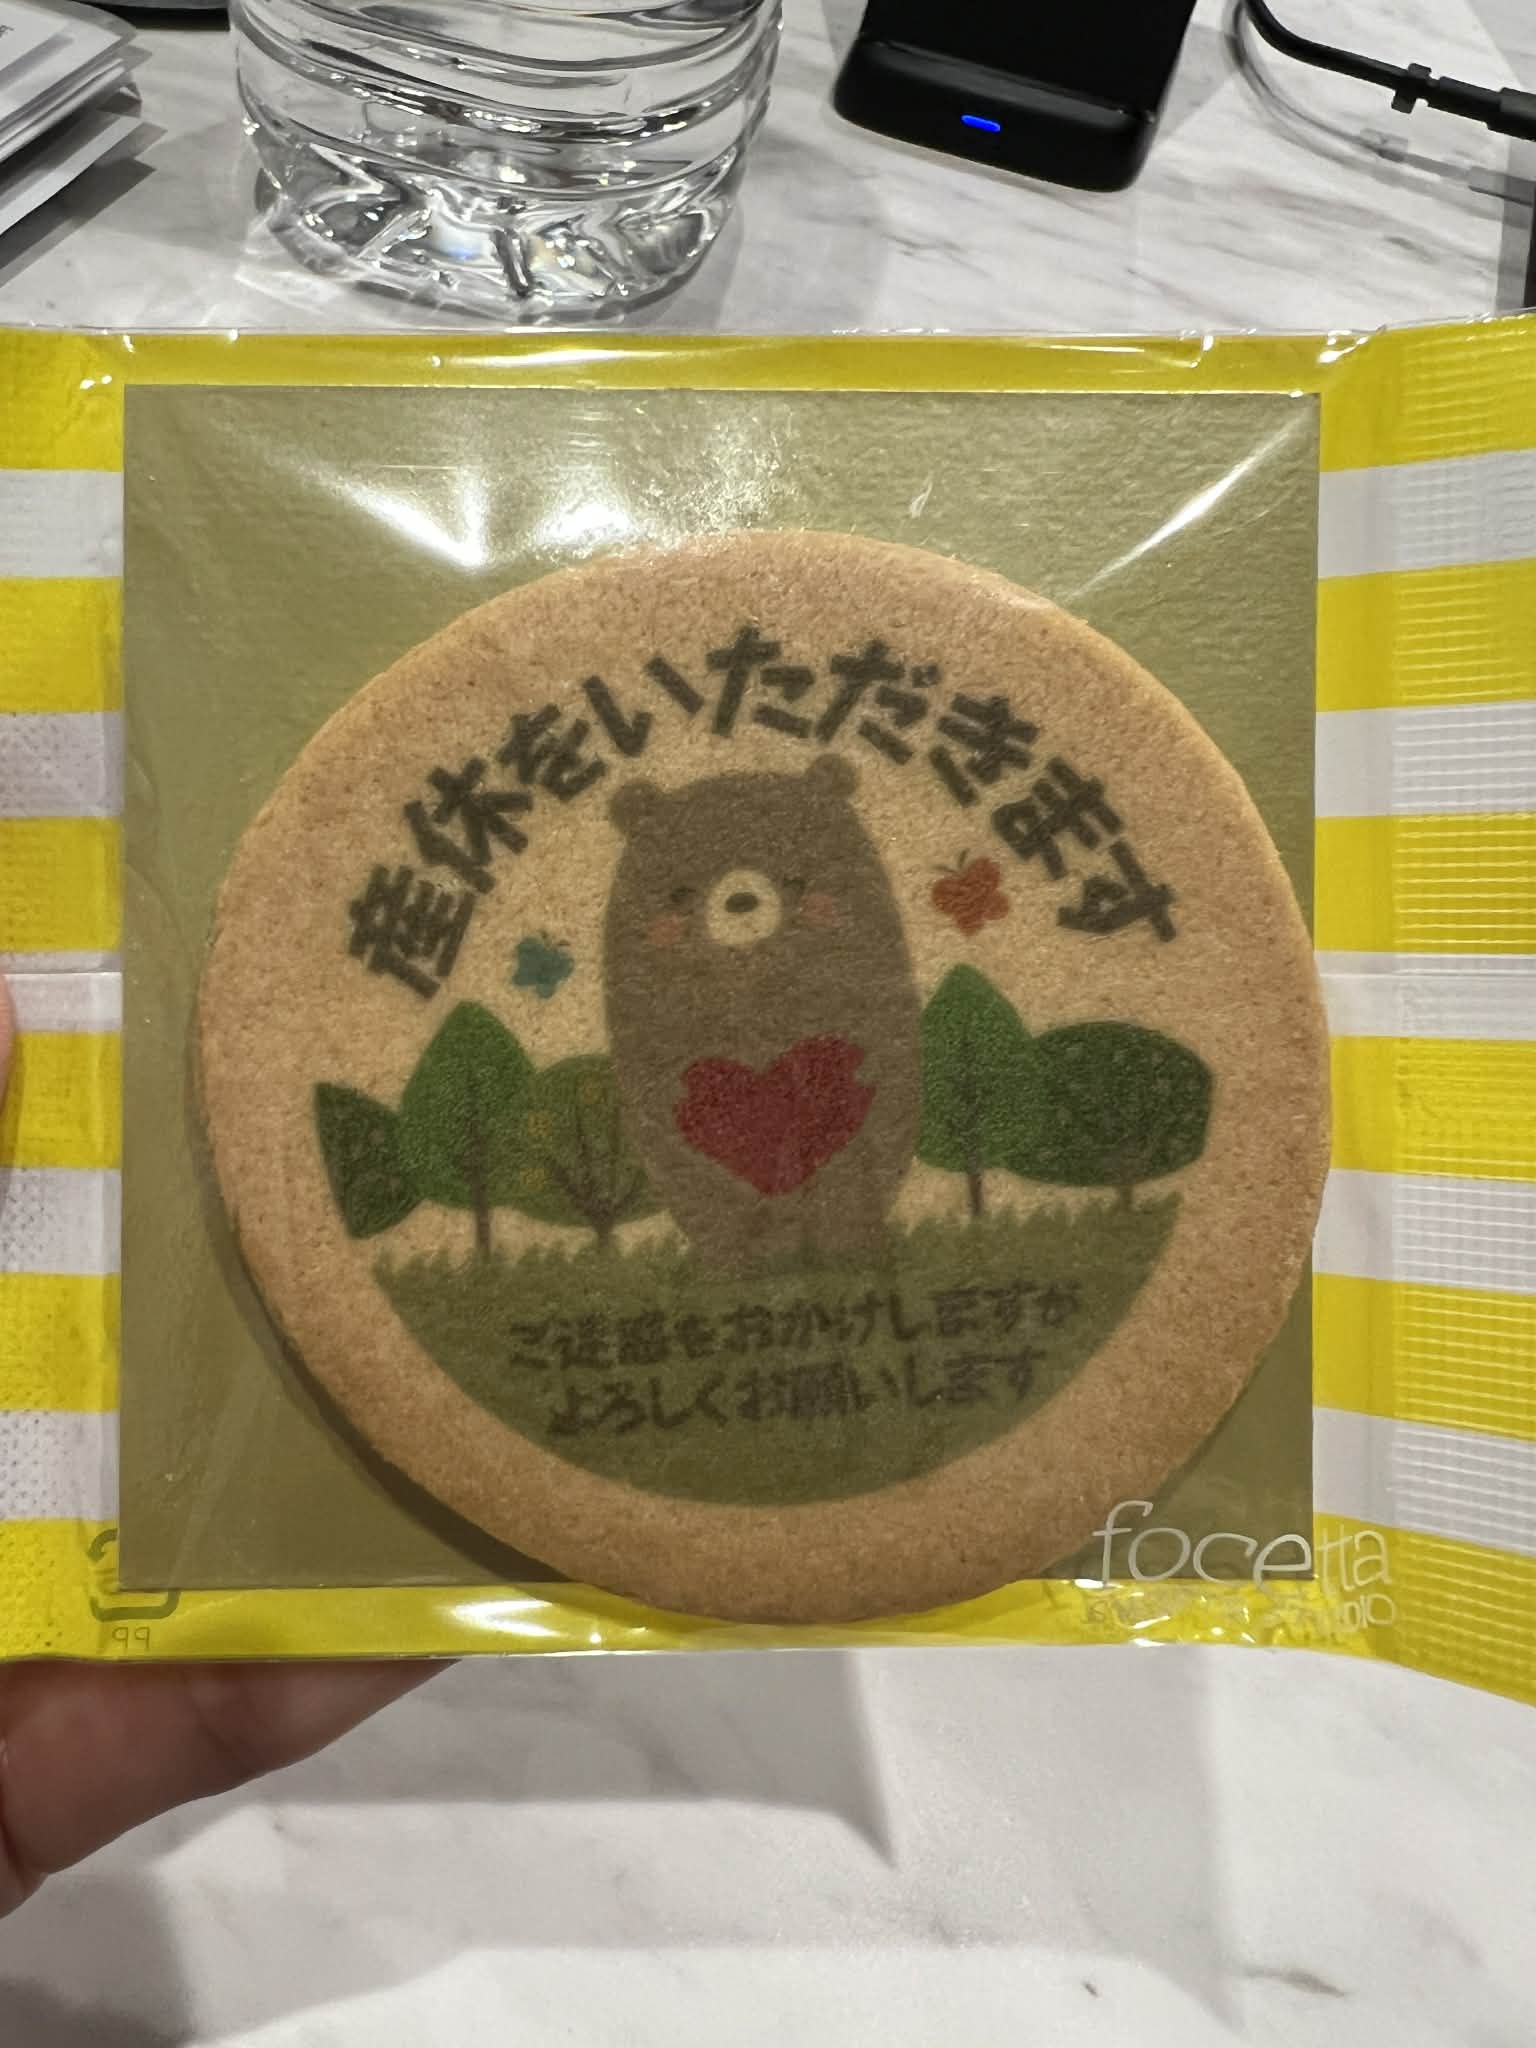 産休をいただきます
ご迷惑をおかけしますが
よろしくお願いします
focetta
99